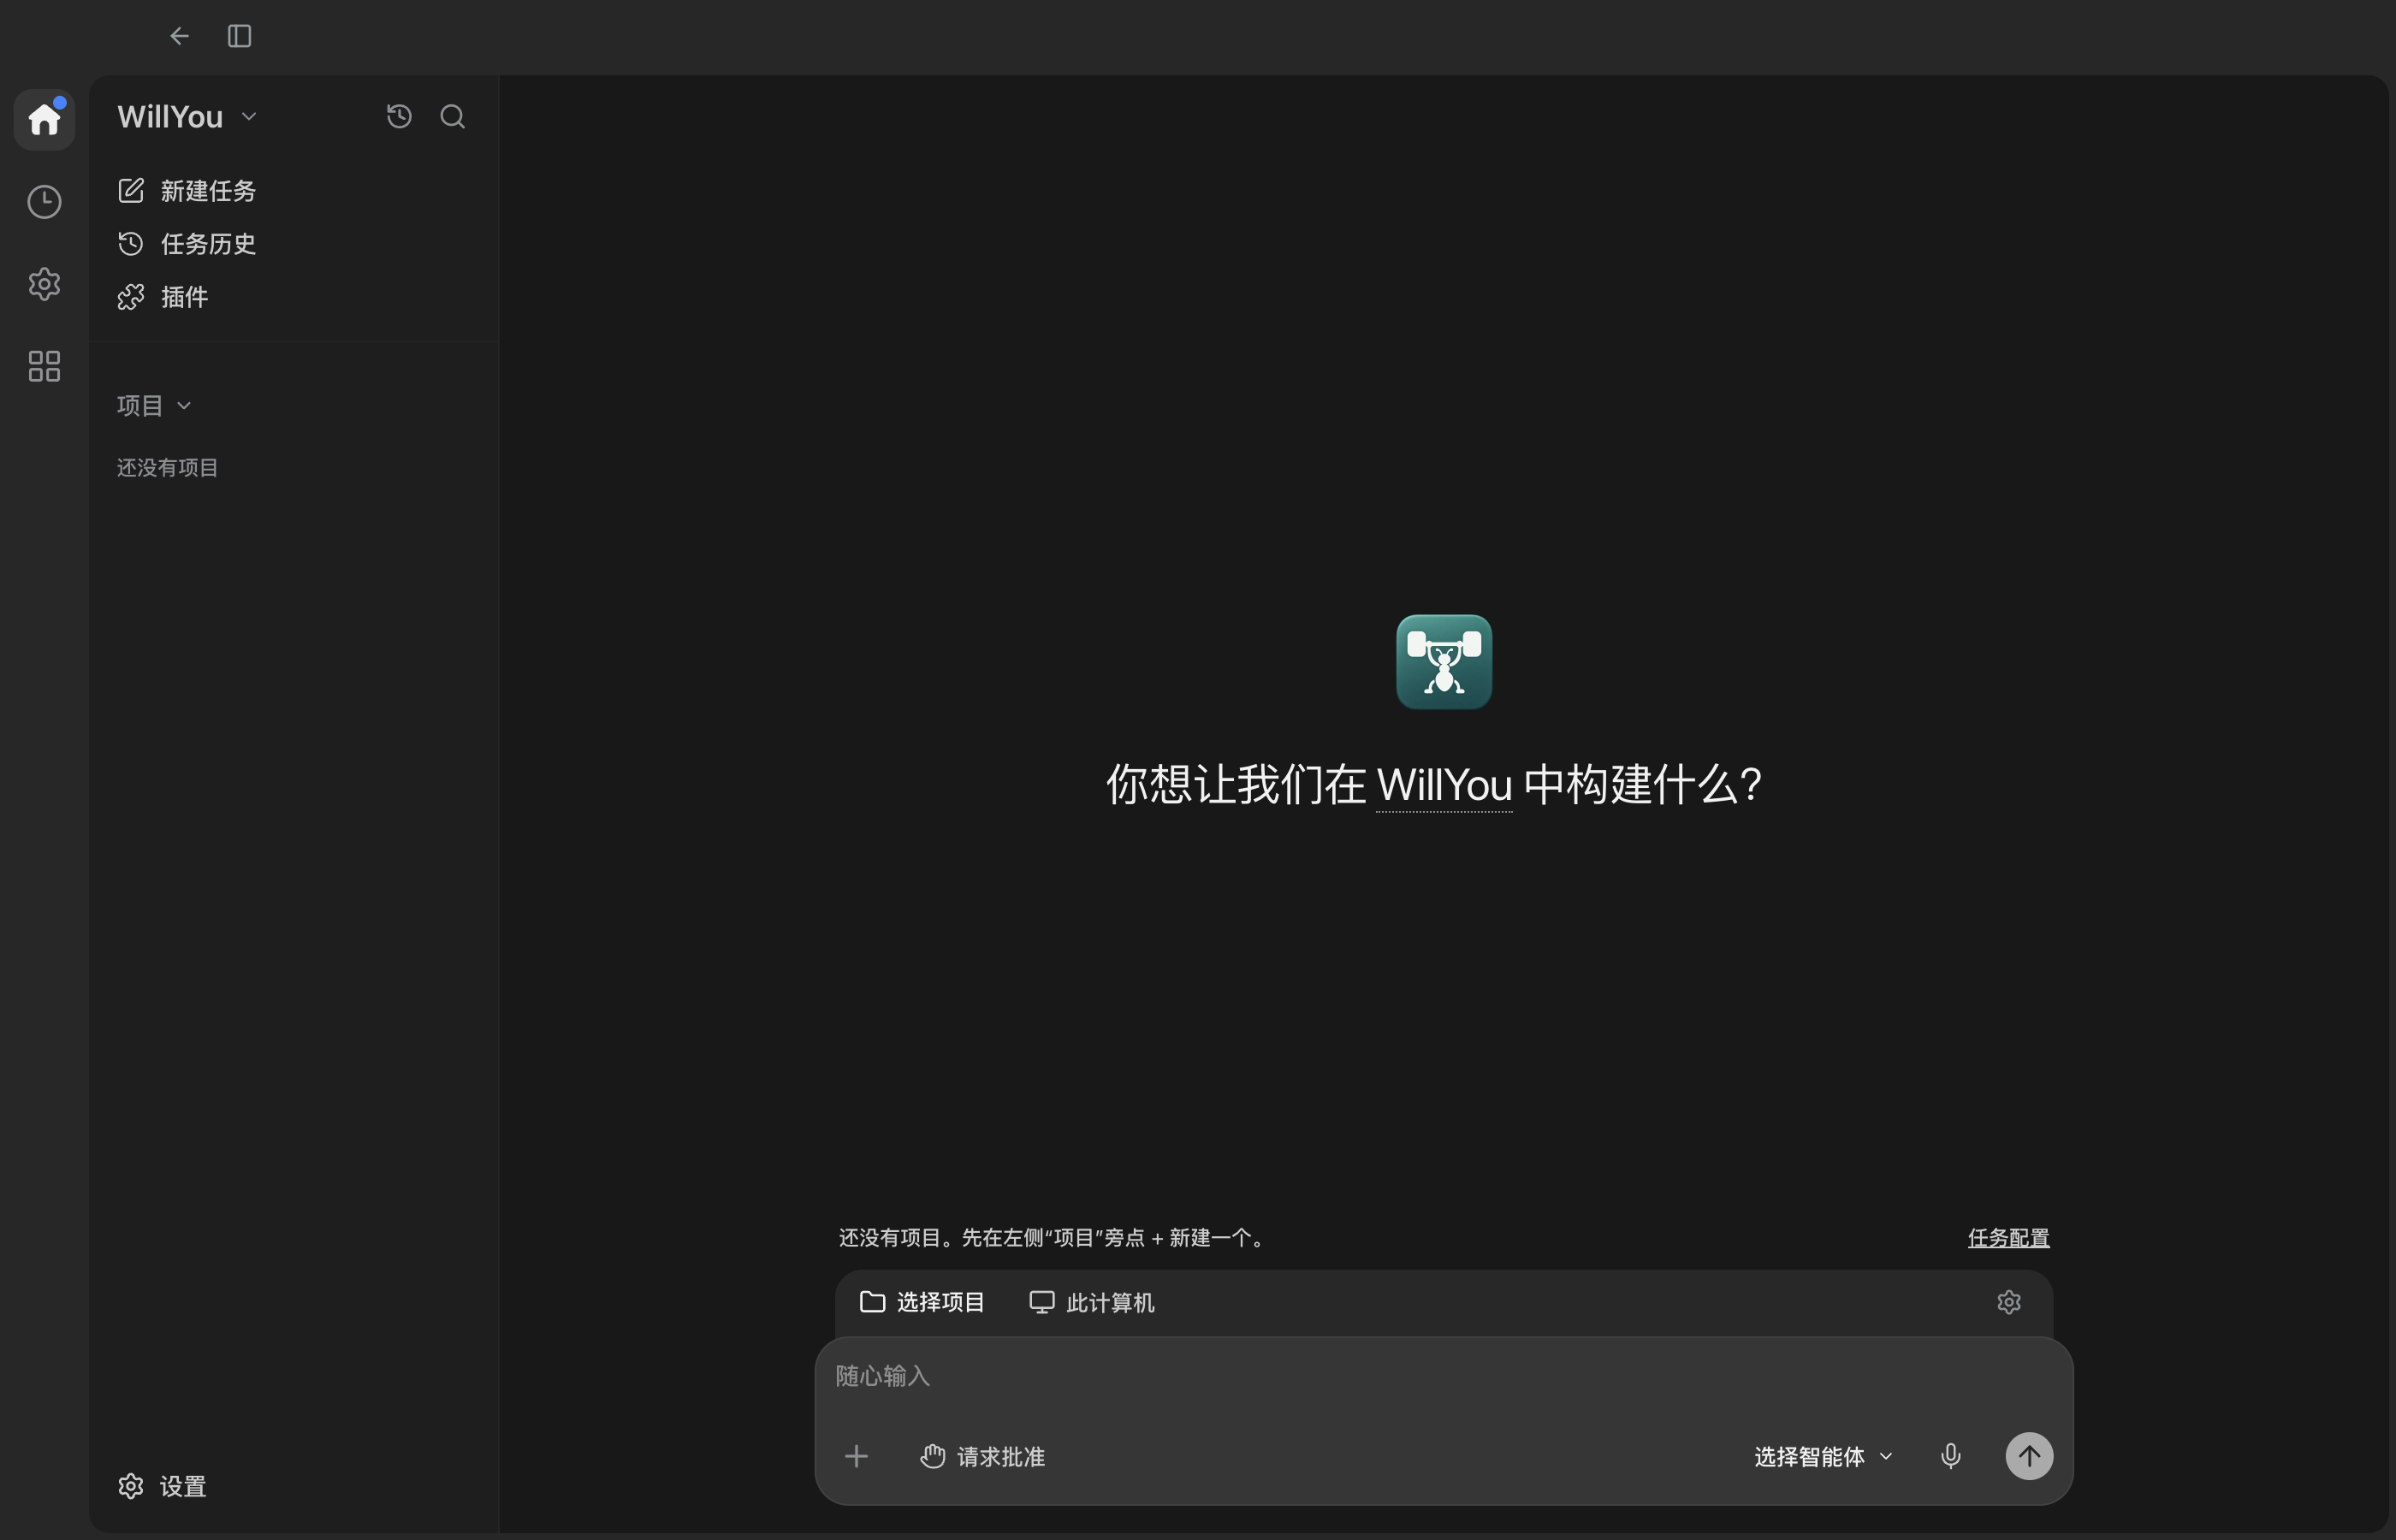 WillYou
新建任务
任务历史
插件
项目
还没有项目
设置
你想让我们在 WillYou 中构建什么？
还没有项目。先在左侧“项目”旁点 + 新建一个。
任务配置
选择项目
此计算机
随心输入
请求批准
选择智能体